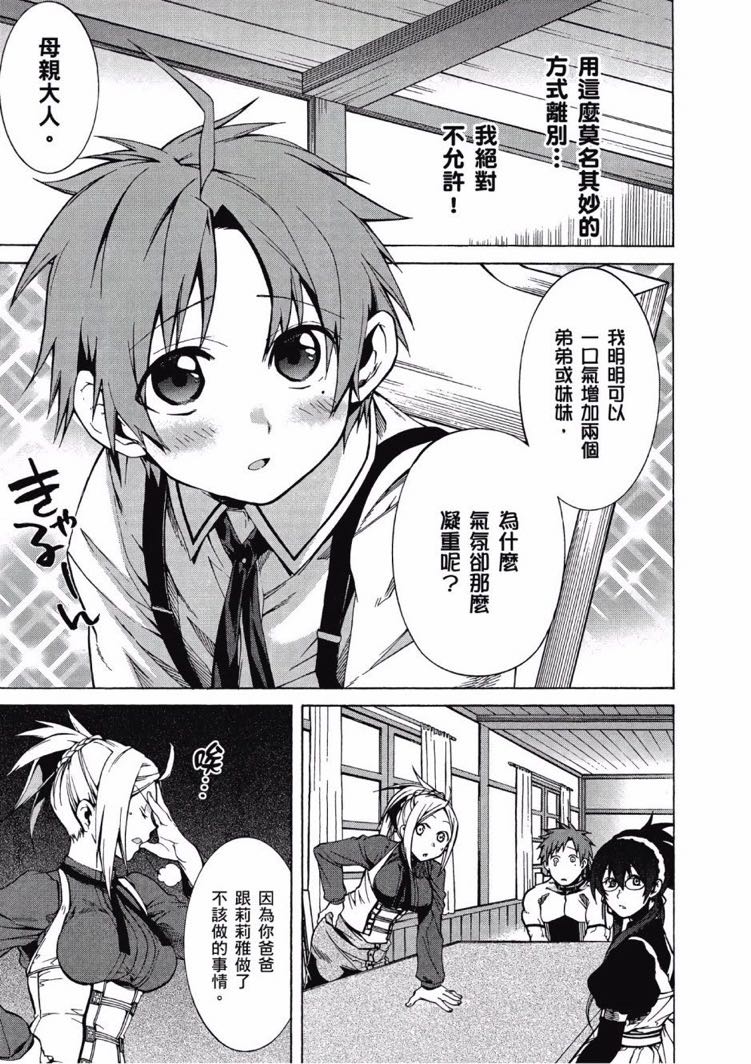 用這麼莫名其妙的
方式離別…
我絕對
不允許！
母親大人。
我明明可以
一口氣增加兩個
弟弟或妹妹，
為什麼
氣氛卻那麼
凝重呢？
きゃ
る
ーん
唉…
因為你爸爸
跟莉莉雅做了
不該做的事情。